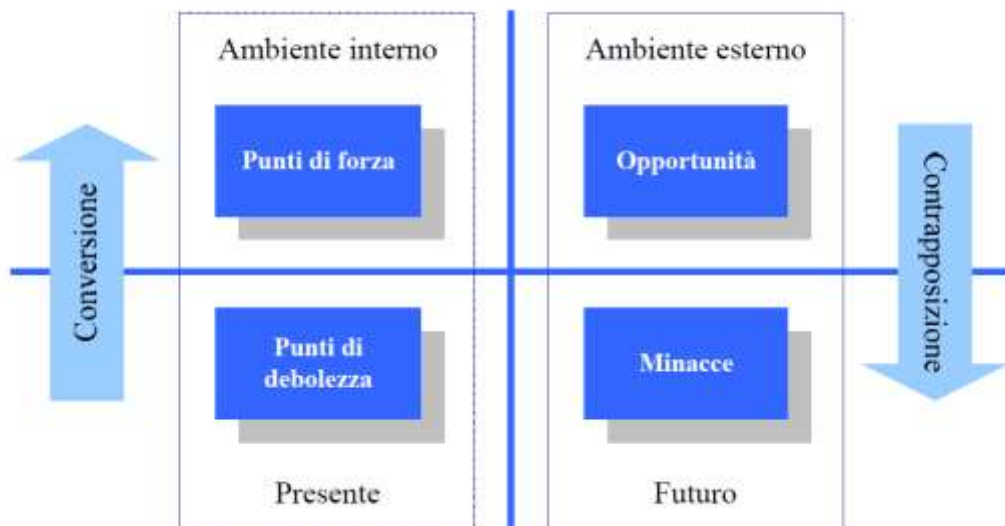 Ambiente interno
Ambiente esterno
Conversione
Punti di forza
Opportunità
Contrapposizione
Punti di
debolezza
Minacce
Presente
Futuro